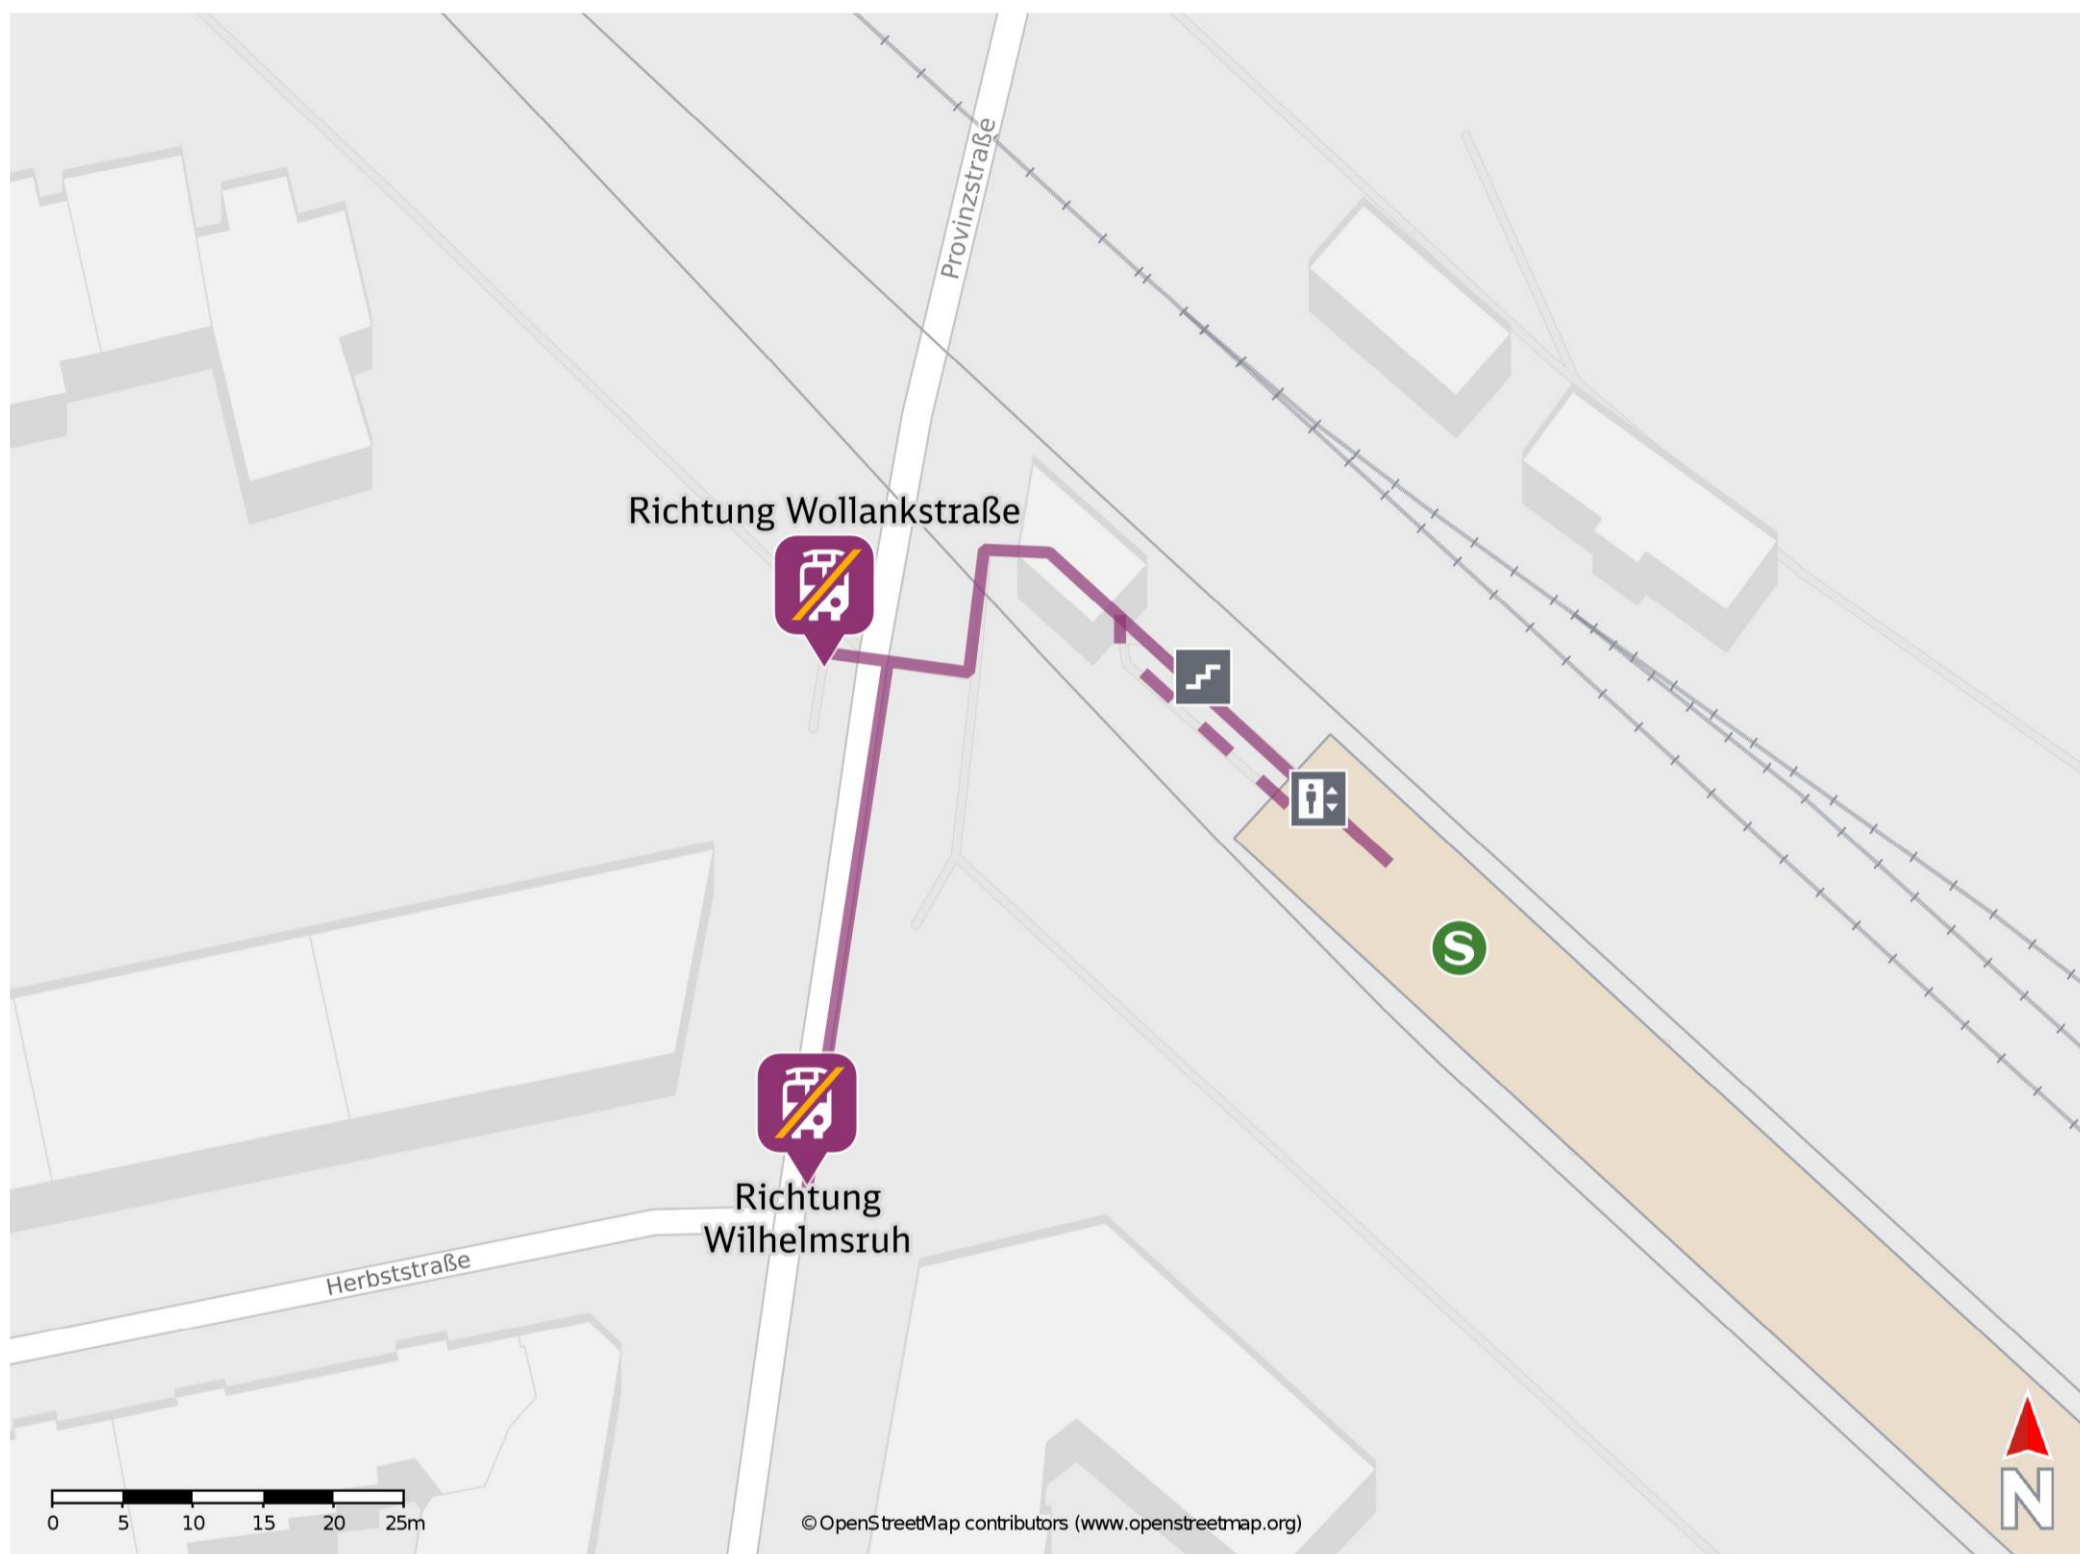 Provinzstraße
Richtung Wollankstraße
S
Richtung
Wilhelmsruh
Herbststraße
0 5 10 15 20 25m
© OpenStreetMap contributors (www.openstreetmap.org)
N